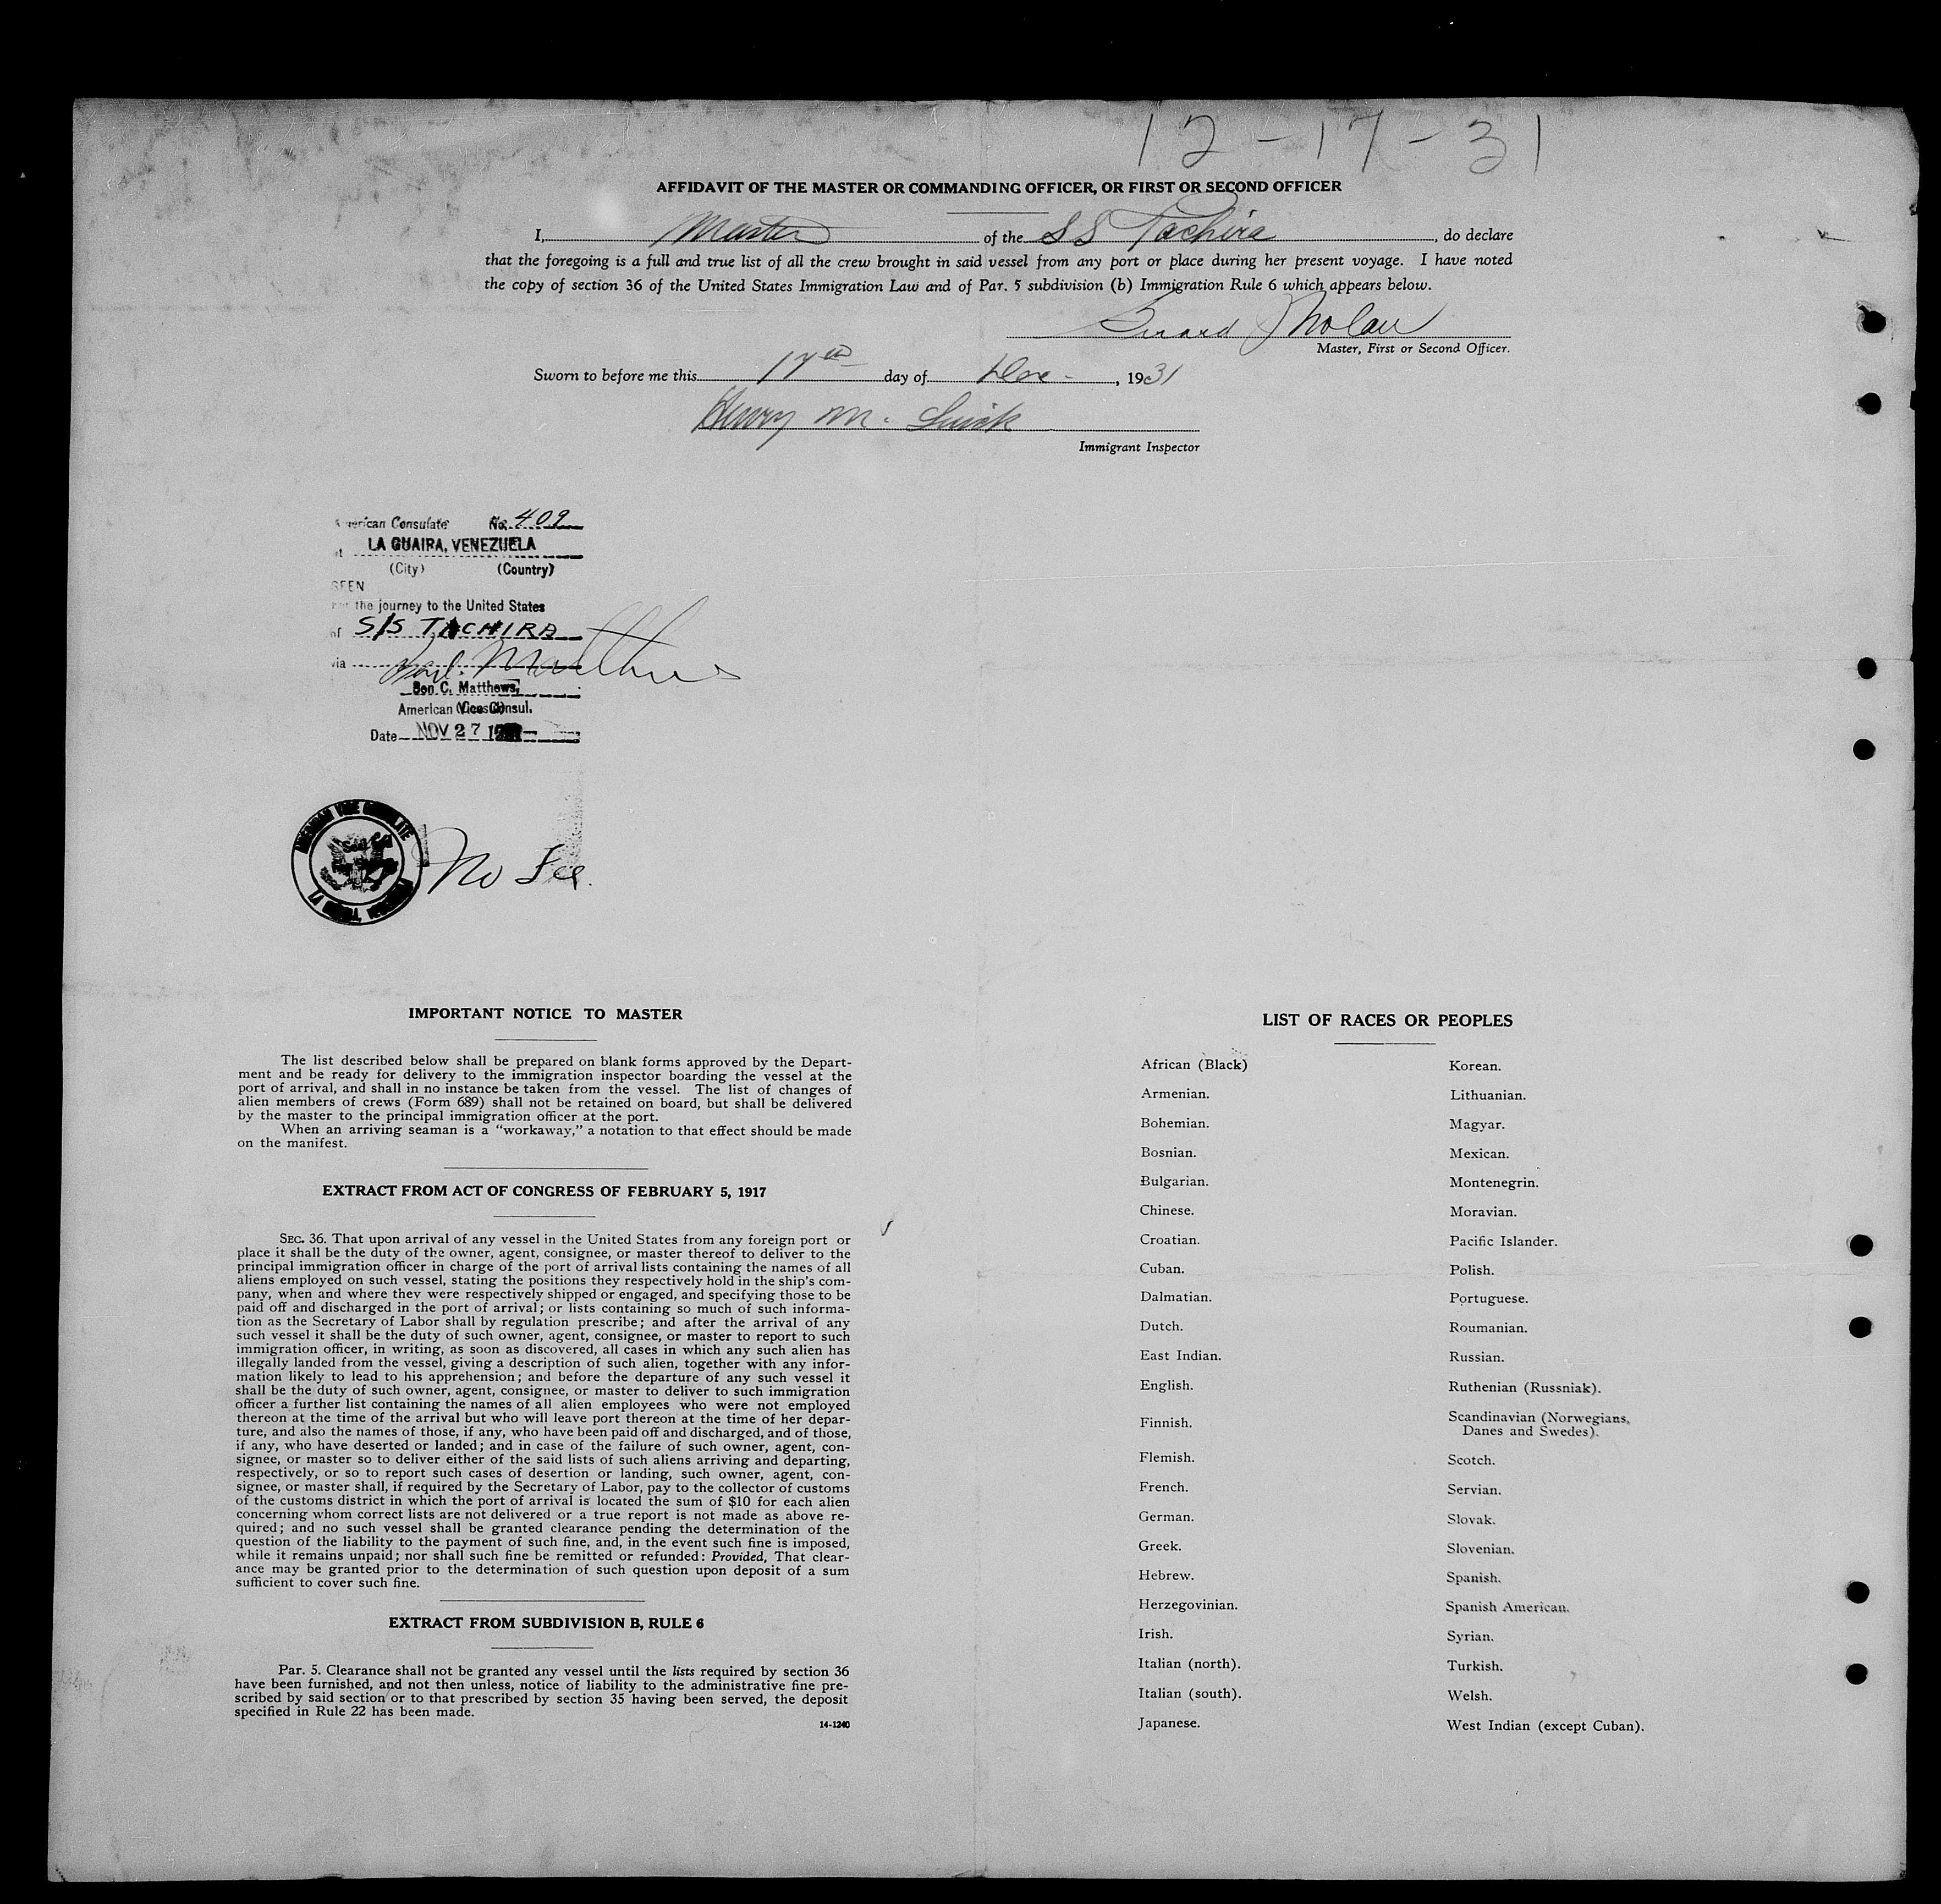 12-17-31
AFFIDAVIT OF THE MASTER OR COMMANDING OFFICER, OR FIRST OR SECOND OFFICER
I, Master of the SS Tachira, do declare
that the foregoing is a full and true list of all the crew brought in said vessel from any port or place during her present voyage. I have noted
the copy of section 36 of the United States Immigration Law and of Par. 5 subdivision (b) Immigration Rule 6 which appears below.
Master, First or Second Officer.
Sworn to before me this 17th day of Dec -, 1931
Henry M.
Immigrant Inspector
American Consulate No. 409
at LA GUAIRA, VENEZUELA
(City) (Country)
SEEN
the journey to the United States
of S/S TACHIRA
via
Ben C. Matthews,
American Vice Consul.
Date NOV 27
AMERICAN VICE CONSULATE
LA GUAIRA, VENEZUELA
No Fee.
IMPORTANT NOTICE TO MASTER
The list described below shall be prepared on blank forms approved by the Depart-
ment and be ready for delivery to the immigration inspector boarding the vessel at the
port of arrival, and shall in no instance be taken from the vessel. The list of changes of
alien members of crews (Form 689) shall not be retained on board, but shall be delivered
by the master to the principal immigration officer at the port.
When an arriving seaman is a “workaway,” a notation to that effect should be made
on the manifest.
EXTRACT FROM ACT OF CONGRESS OF FEBRUARY 5, 1917
SEC. 36. That upon arrival of any vessel in the United States from any foreign port or
place it shall be the duty of the owner, agent, consignee, or master thereof to deliver to the
principal immigration officer in charge of the port of arrival lists containing the names of all
aliens employed on such vessel, stating the positions they respectively hold in the ship's com-
pany, when and where they were respectively shipped or engaged, and specifying those to be
paid off and discharged in the port of arrival; or lists containing so much of such informa-
tion as the Secretary of Labor shall by regulation prescribe; and after the arrival of any
such vessel it shall be the duty of such owner, agent, consignee, or master to report to such
immigration officer, in writing, as soon as discovered, all cases in which any such alien has
illegally landed from the vessel, giving a description of such alien, together with any infor-
mation likely to lead to his apprehension; and before the departure of any such vessel it
shall be the duty of such owner, agent, consignee, or master to deliver to such immigration
officer a further list containing the names of all alien employees who were not employed
thereon at the time of the arrival but who will leave port thereon at the time of her depar-
ture, and also the names of those, if any, who have been paid off and discharged, and of those,
if any, who have deserted or landed; and in case of the failure of such owner, agent, con-
signee, or master so to deliver either of the said lists of such aliens arriving and departing,
respectively, or so to report such cases of desertion or landing, such owner, agent, con-
signee, or master shall, if required by the Secretary of Labor, pay to the collector of customs
of the customs district in which the port of arrival is located the sum of $10 for each alien
concerning whom correct lists are not delivered or a true report is not made as above re-
quired; and no such vessel shall be granted clearance pending the determination of the
question of the liability to the payment of such fine, and, in the event such fine is imposed,
while it remains unpaid; nor shall such fine be remitted or refunded: Provided, That clear-
ance may be granted prior to the determination of such question upon deposit of a sum
sufficient to cover such fine.
EXTRACT FROM SUBDIVISION B, RULE 6
Par. 5. Clearance shall not be granted any vessel until the lists required by section 36
have been furnished, and not then unless, notice of liability to the administrative fine pre-
scribed by said section or to that prescribed by section 35 having been served, the deposit
specified in Rule 22 has been made.
14-1240
LIST OF RACES OR PEOPLES
African (Black)
Armenian.
Bohemian.
Bosnian.
Bulgarian.
Chinese.
Croatian.
Cuban.
Dalmatian.
Dutch.
East Indian.
English.
Finnish.
Flemish.
French.
German.
Greek.
Hebrew.
Herzegovinian.
Irish.
Italian (north).
Italian (south).
Japanese.
Korean.
Lithuanian.
Magyar.
Mexican.
Montenegrin.
Moravian.
Pacific Islander.
Polish.
Portuguese.
Roumanian.
Russian.
Ruthenian (Russniak).
Scandinavian (Norwegians,
Danes and Swedes).
Scotch.
Servian.
Slovak.
Slovenian.
Spanish.
Spanish American.
Syrian.
Turkish.
Welsh.
West Indian (except Cuban).